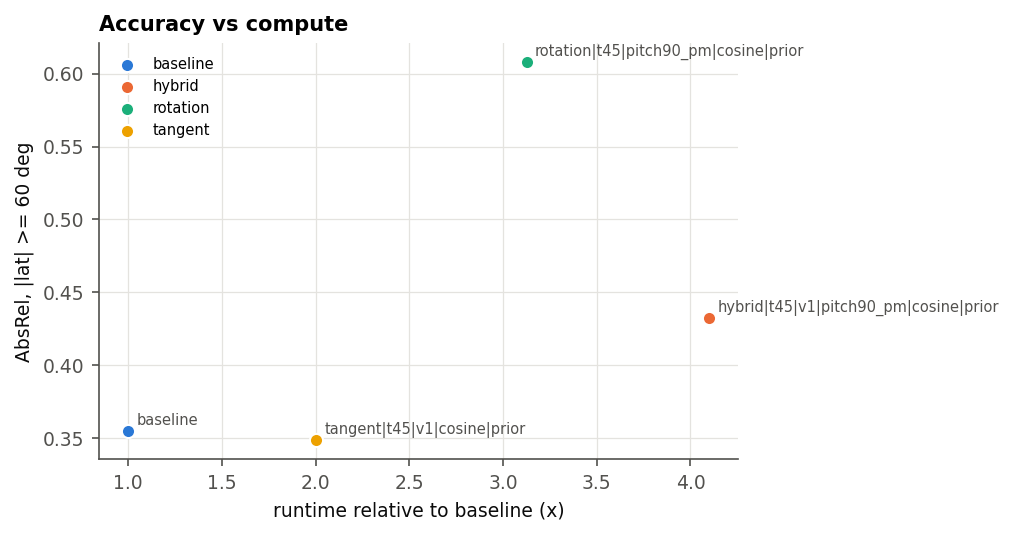 Accuracy vs compute
rotation|t45|pitch90_pm|cosine|prior
baseline
hybrid
rotation
tangent
hybrid|t45|v1|pitch90_pm|cosine|prior
baseline
tangent|t45|v1|cosine|prior
AbsRel, |lat| >= 60 deg
0.60
0.55
0.50
0.45
0.40
0.35
1.0 1.5 2.0 2.5 3.0 3.5 4.0
runtime relative to baseline (x)